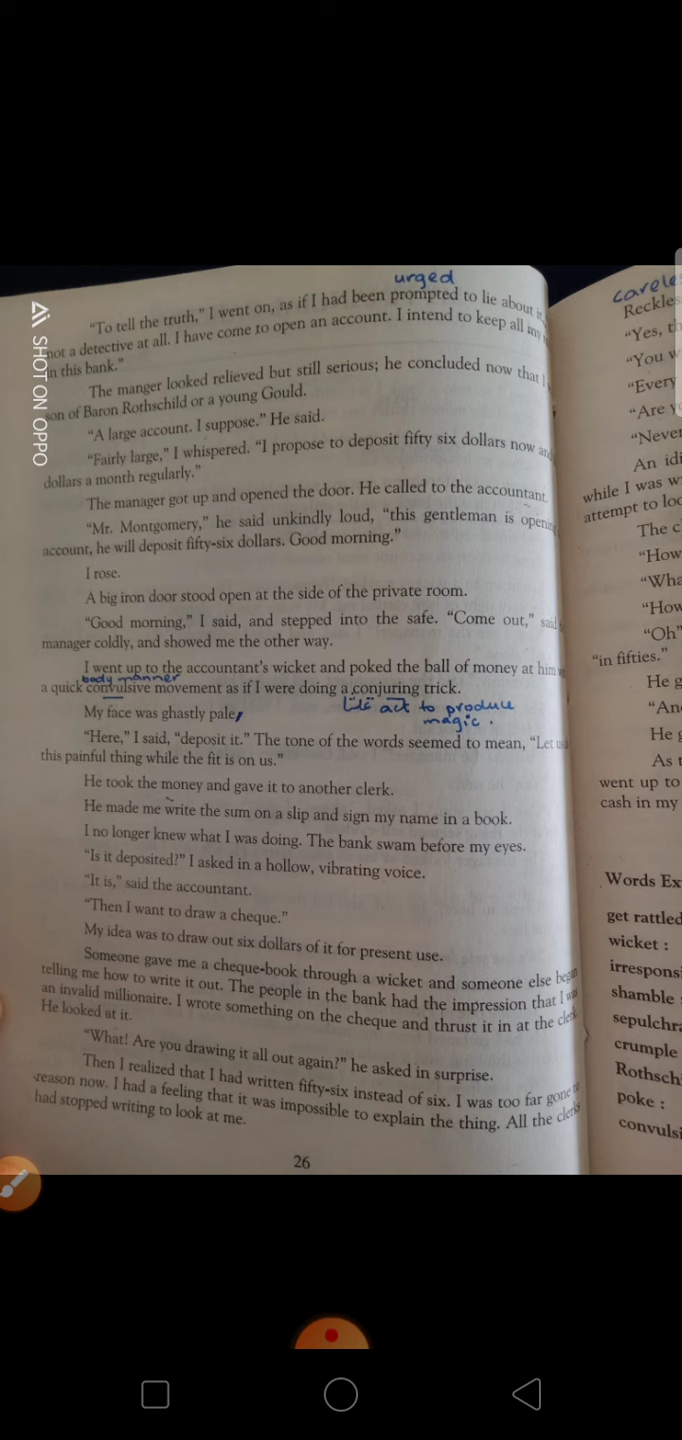 urged
"To tell the truth," I went on, as if I had been prompted to lie about it,
not a detective at all. I have come to open an account. I intend to keep all my
in this bank."
The manger looked relieved but still serious; he concluded now that I
son of Baron Rothschild or a young Gould.
"A large account. I suppose." He said.
"Fairly large," I whispered. "I propose to deposit fifty six dollars now and
dollars a month regularly."
The manager got up and opened the door. He called to the accountant.
"Mr. Montgomery," he said unkindly loud, "this gentleman is opening
account, he will deposit fifty-six dollars. Good morning."
I rose.
A big iron door stood open at the side of the private room.
"Good morning," I said, and stepped into the safe. "Come out," said
manager coldly, and showed me the other way.
I went up to the accountant's wicket and poked the ball of money at him
body manner
a quick convulsive movement as if I were doing a conjuring trick.
act to produce
magic.
My face was ghastly pale,
"Here," I said, "deposit it." The tone of the words seemed to mean, "Let us
this painful thing while the fit is on us."
He took the money and gave it to another clerk.
He made me write the sum on a slip and sign my name in a book.
I no longer knew what I was doing. The bank swam before my eyes.
"Is it deposited?" I asked in a hollow, vibrating voice.
"It is," said the accountant.
"Then I want to draw a cheque."
My idea was to draw out six dollars of it for present use.
Someone gave me a cheque-book through a wicket and someone else began
telling me how to write it out. The people in the bank had the impression that I was
an invalid millionaire. I wrote something on the cheque and thrust it in at the clerk.
He looked at it.
"What! Are you drawing it all out again?" he asked in surprise.
Then I realized that I had written fifty-six instead of six. I was too far gone to
reason now. I had a feeling that it was impossible to explain the thing. All the clerks
had stopped writing to look at me.
26
careles
Reckles
"Yes, th
"You w
"Every
"Are y
"Never
An idi
while I was w
attempt to loo
The c
"How
"Wha
"How
"Oh"
"in fifties."
He g
"An
He g
As t
went up to
cash in my
Words Ex
get rattled
wicket :
irrespons
shamble :
sepulchra
crumple
Rothsch
poke :
convuls
SHOT ON OPPO